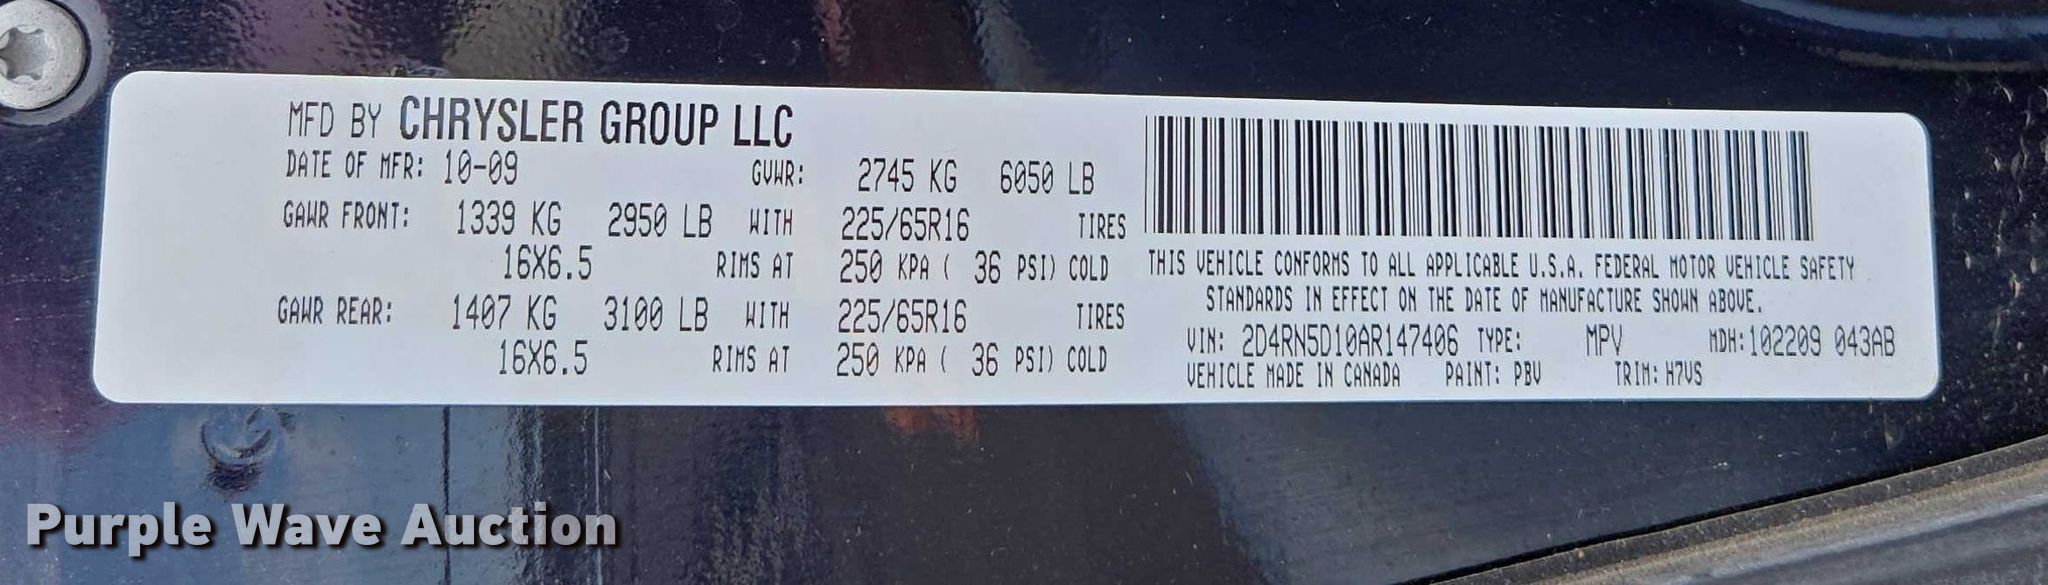 MFD BY CHRYSLER GROUP LLC
DATE OF MFR: 10-09 GVWR: 2745 KG 6050 LB
GAWR FRONT: 1339 KG 2950 LB WITH 225/65R16 TIRES
16X6.5 RIMS AT 250 KPA ( 36 PSI) COLD
GAWR REAR: 1407 KG 3100 LB WITH 225/65R16 TIRES
16X6.5 RIMS AT 250 KPA ( 36 PSI) COLD
THIS VEHICLE CONFORMS TO ALL APPLICABLE U.S.A. FEDERAL MOTOR VEHICLE SAFETY
STANDARDS IN EFFECT ON THE DATE OF MANUFACTURE SHOWN ABOVE.
VIN: 2D4RN5D10AR147406 TYPE: MPV MDH:102209 043AB
VEHICLE MADE IN CANADA PAINT: PBV TRIM: H7VS
Purple Wave Auction